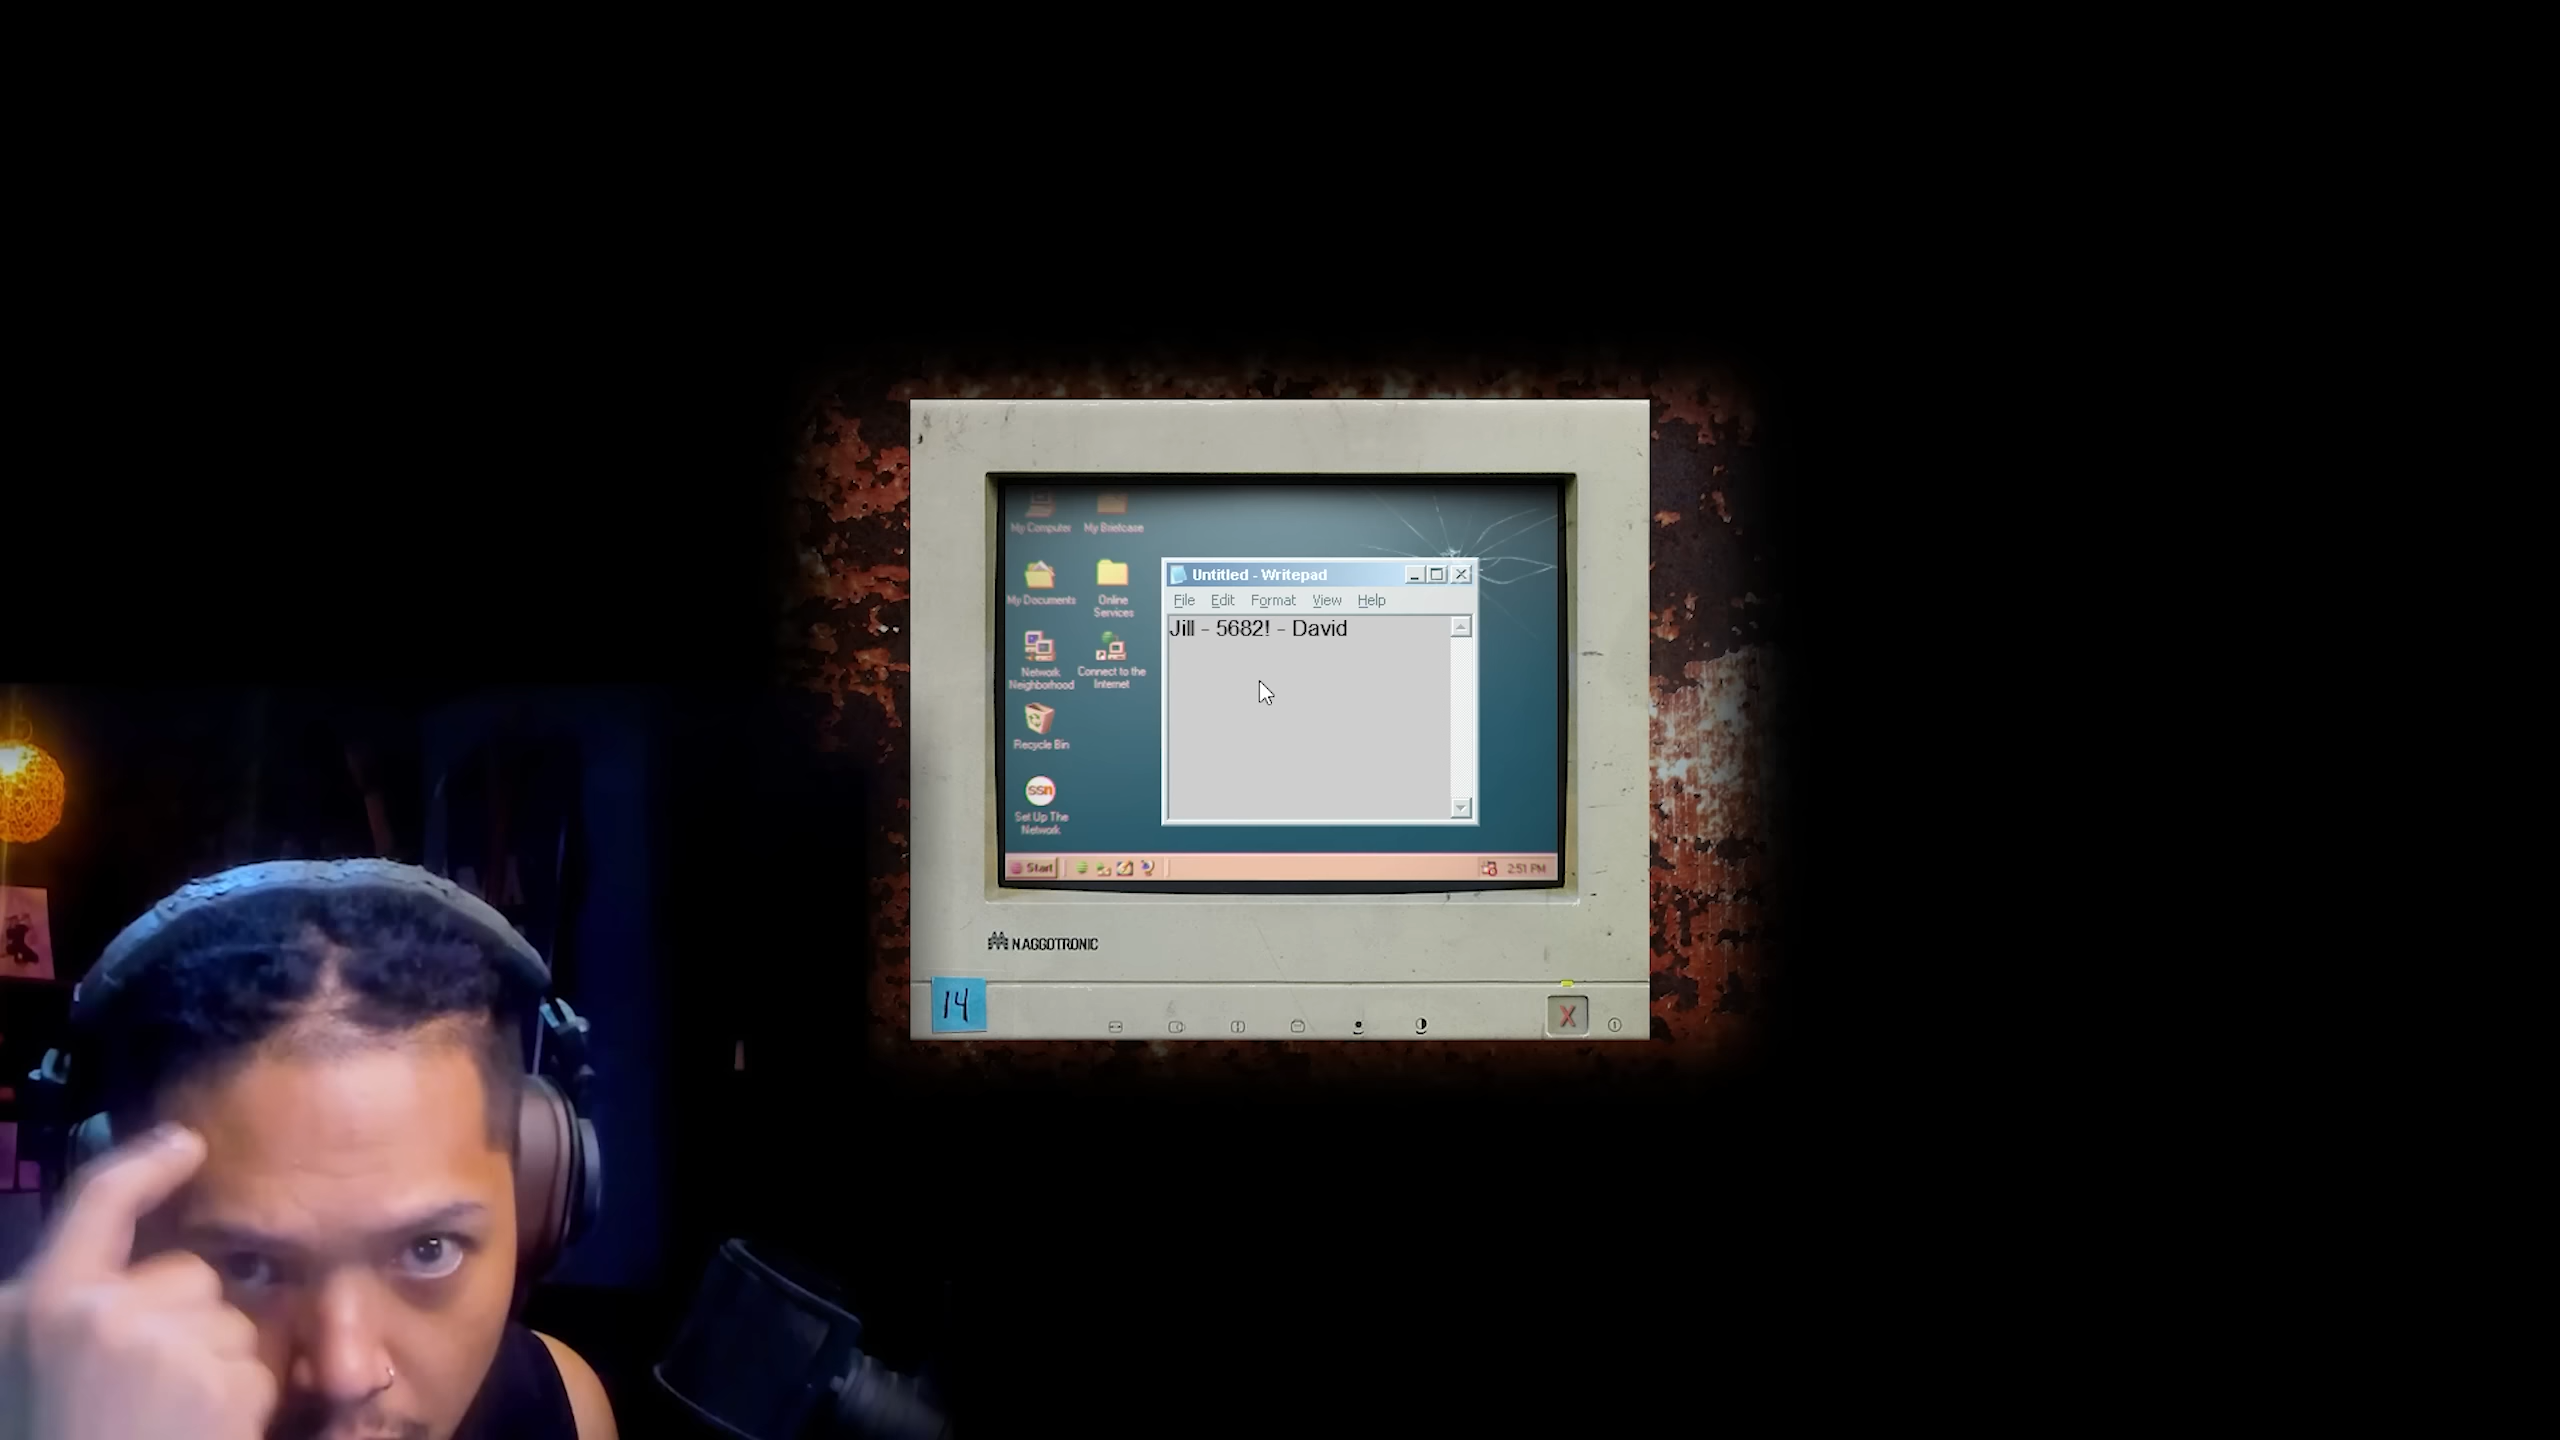 My Computer
My Briefcase
My Documents
Online
Services
Network
Neighborhood
Connect to the
Internet
Recycle Bin
ssn
Set Up The
Network
Untitled - Writepad
File Edit Format View Help
Jill - 5682! - David
Start
2:51 PM
NAGGOTRONIC
14
X